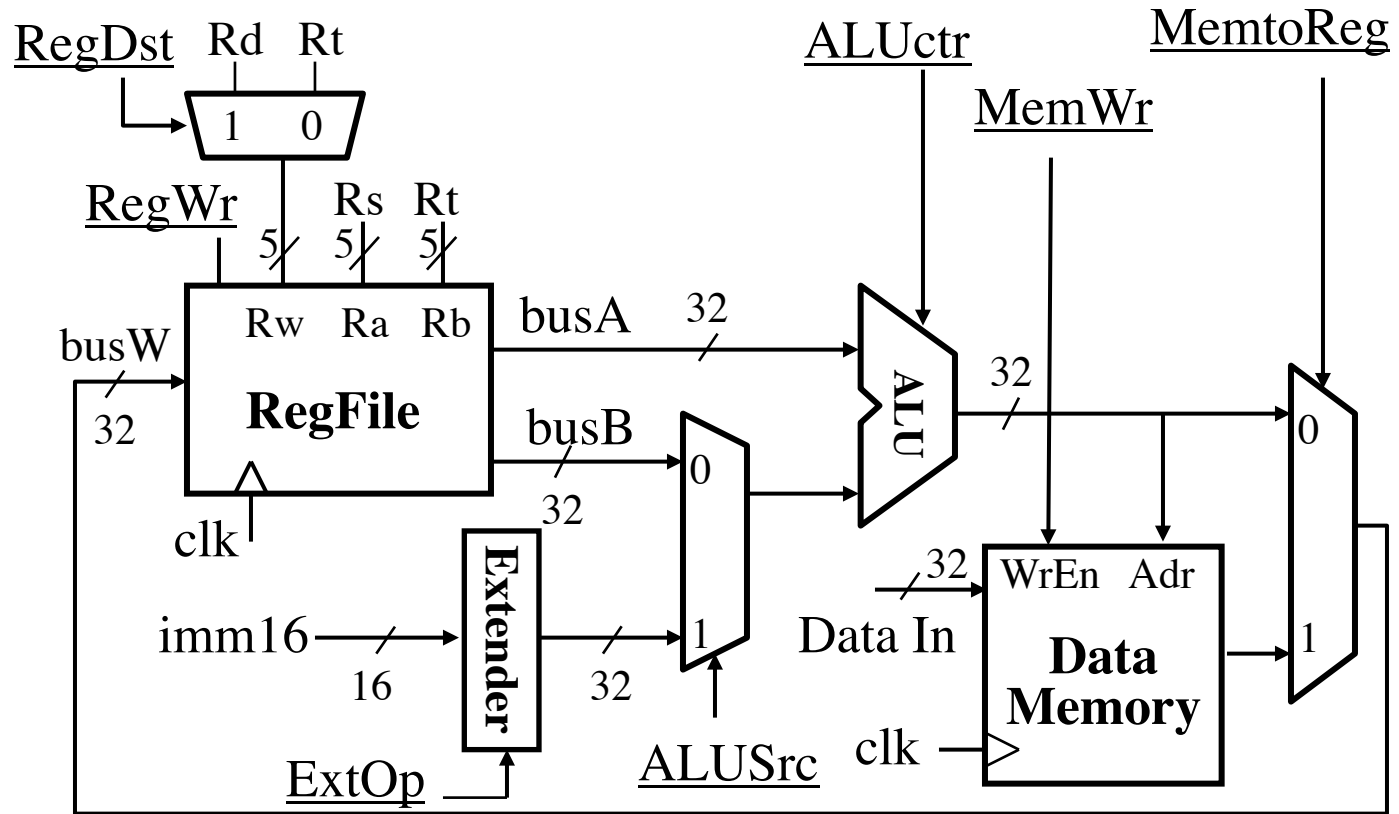 RegDst
Rd
Rt
ALUctr
MemtoReg
MemWr
1
0
RegWr
Rs
Rt
5
5
5
Rw
Ra
Rb
busW
32
RegFile
clk
busA
32
busB
32
0
1
ALU
32
0
1
Extender
imm16
16
32
ExtOp
ALUSrc
32
WrEn
Adr
Data In
Data
Memory
clk